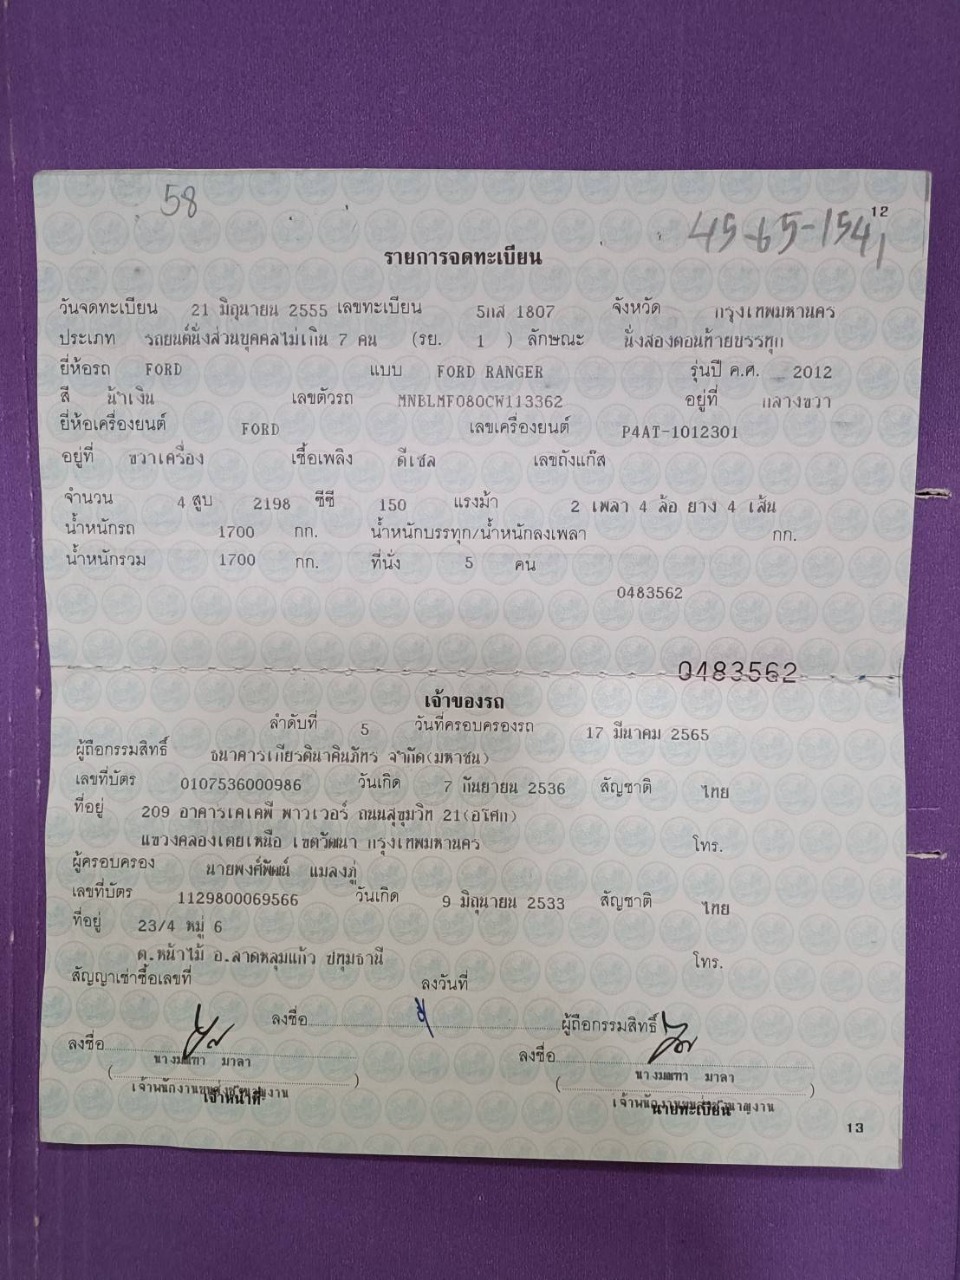 58
12
45-65-1541
รายการจดทะเบียน
วันจดทะเบียน 21 มิถุนายน 2555 เลขทะเบียน 5กส 1807 จังหวัด กรุงเทพมหานคร
ประเภท รถยนต์นั่งส่วนบุคคลไม่เกิน 7 คน (รย. 1 ) ลักษณะ นั่งสองตอนท้ายบรรทุก
ยี่ห้อรถ FORD แบบ FORD RANGER รุ่นปี ค.ศ. 2012
สี น้ำเงิน เลขตัวรถ MNBLMF080CW113362 อยู่ที่ กลางขวา
ยี่ห้อเครื่องยนต์ FORD เลขเครื่องยนต์ P4AT-1012301
อยู่ที่ ขวาเครื่อง เชื้อเพลิง ดีเซล เลขถังแก๊ส
จำนวน 4 สูบ 2198 ซีซี 150 แรงม้า 2 เพลา 4 ล้อ ยาง 4 เส้น
น้ำหนักรถ 1700 กก. น้ำหนักบรรทุก/น้ำหนักลงเพลา กก.
น้ำหนักรวม 1700 กก. ที่นั่ง 5 คน
0483562
0483562
เจ้าของรถ
ลำดับที่ 5 วันที่ครอบครองรถ 17 มีนาคม 2565
ผู้ถือกรรมสิทธิ์ ธนาคารเกียรตินาคินภัทร จำกัด(มหาชน)
เลขที่บัตร 0107536000986 วันเกิด 7 กันยายน 2536 สัญชาติ ไทย
ที่อยู่ 209 อาคารเคเคพี ทาวเวอร์ ถนนสุขุมวิท 21(อโศก)
แขวงคลองเตยเหนือ เขตวัฒนา กรุงเทพมหานคร โทร.
ผู้ครอบครอง นายพงศ์พัฒน์ แมลงภู่
เลขที่บัตร 1129800069566 วันเกิด 9 มิถุนายน 2533 สัญชาติ ไทย
ที่อยู่ 23/4 หมู่ 6
ต.หน้าไม้ อ.ลาดหลุมแก้ว ปทุมธานี โทร.
สัญญาเช่าซื้อเลขที่ ลงวันที่
ลงชื่อ ผู้ถือกรรมสิทธิ์
ลงชื่อ ลงชื่อ
มาลา มาลา
เจ้าหน้าที่ นายทะเบียน
13